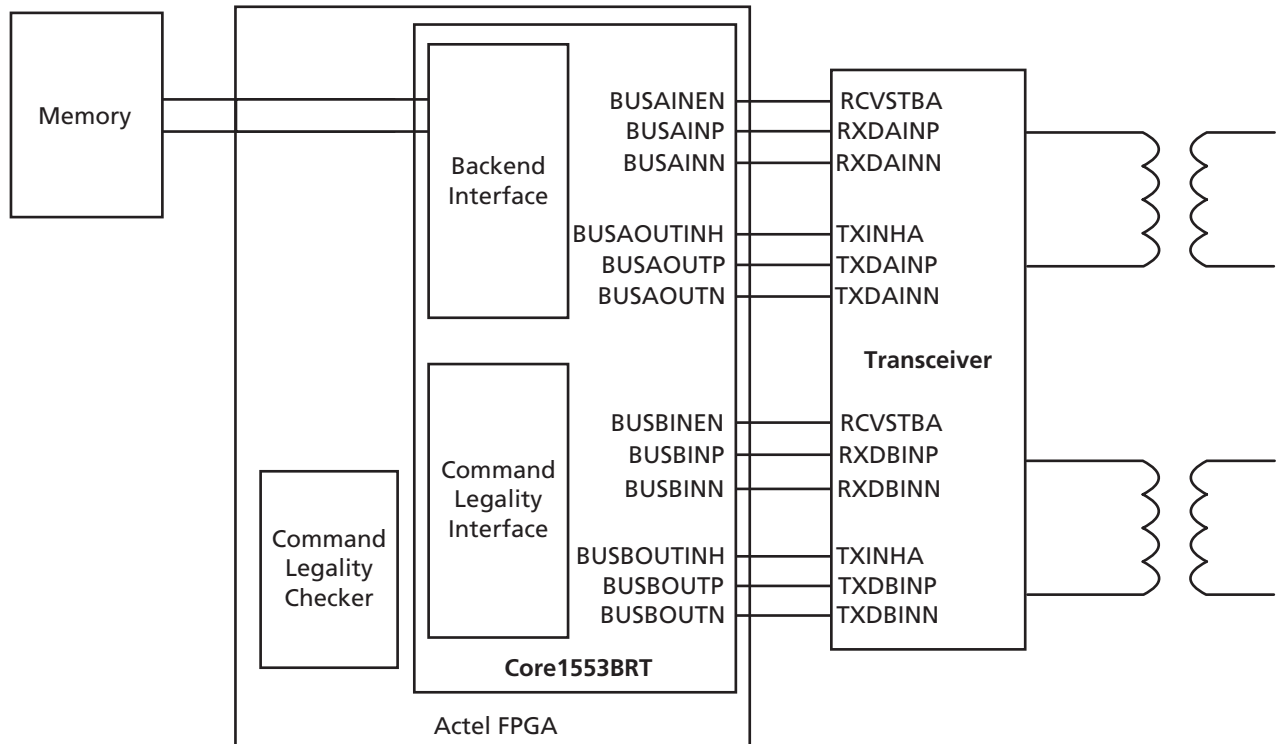 Memory
Backend
Interface
BUSAINEN
BUSAINP
BUSAINN
BUSAOUTINH
BUSAOUTP
BUSAOUTN
RCVSTBA
RXDAINP
RXDAINN
TXINHA
TXDAINP
TXDAINN
Transceiver
Command
Legality
Interface
BUSBINEN
BUSBINP
BUSBINN
BUSBOUTINH
BUSBOUTP
BUSBOUTN
RCVSTBA
RXDBINP
RXDBINN
TXINHA
TXDBINP
TXDBINN
Command
Legality
Checker
Core1553BRT
Actel FPGA